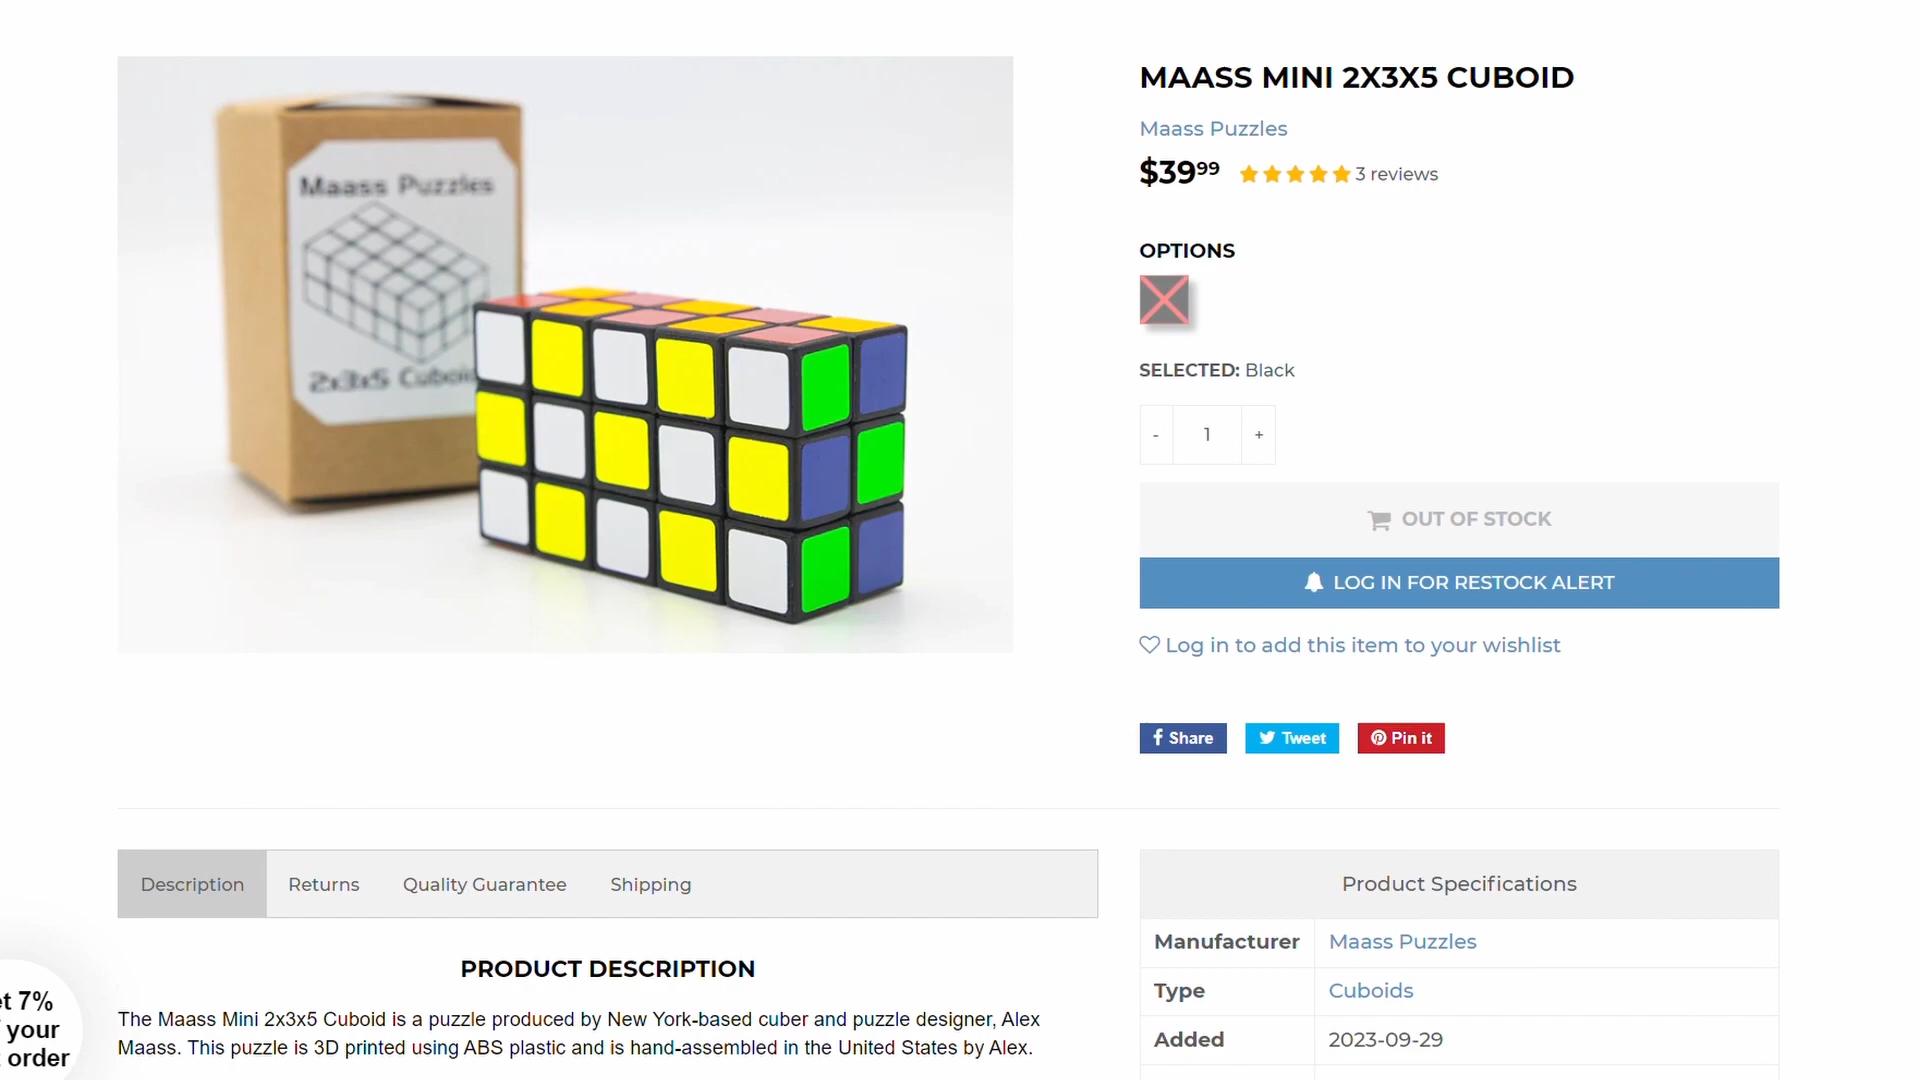 Maass Puzzles
2x3x5 Cuboid
MAASS MINI 2X3X5 CUBOID
Maass Puzzles
$39⁹⁹ 3 reviews
OPTIONS
SELECTED: Black
- 1 +
OUT OF STOCK
LOG IN FOR RESTOCK ALERT
Log in to add this item to your wishlist
Share Tweet Pin it
Description Returns Quality Guarantee Shipping
PRODUCT DESCRIPTION
The Maass Mini 2x3x5 Cuboid is a puzzle produced by New York-based cuber and puzzle designer, Alex
Maass. This puzzle is 3D printed using ABS plastic and is hand-assembled in the United States by Alex.
Product Specifications
Manufacturer Maass Puzzles
Type Cuboids
Added 2023-09-29
7%
your
order